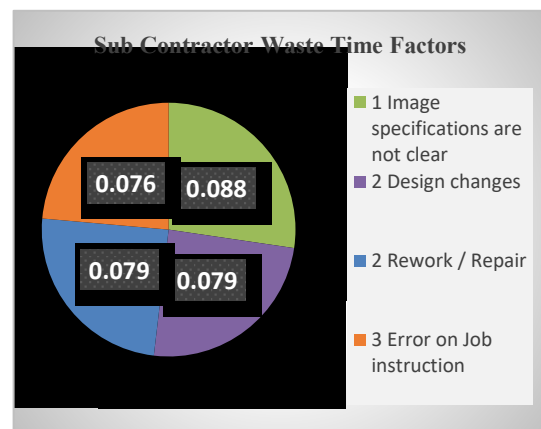 Sub Contractor Waste Time Factors
0.076
0.088
0.079
0.079
1 Image
specifications are
not clear
2 Design changes
2 Rework / Repair
3 Error on Job
instruction